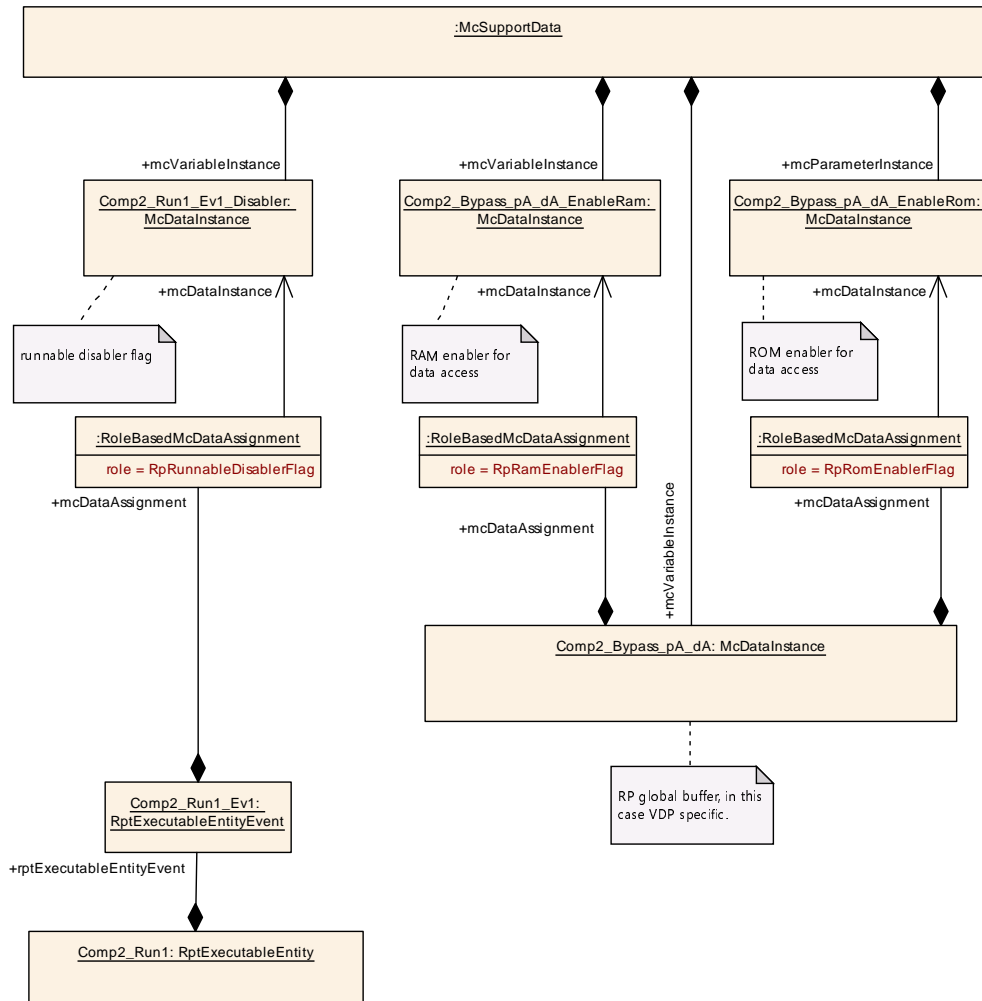 :McSupportData
+mcVariableInstance
+mcVariableInstance
+mcParameterInstance
Comp2_Run1_Ev1_Disabler:
McDataInstance
Comp2_Bypass_pA_dA_EnableRam:
McDataInstance
Comp2_Bypass_pA_dA_EnableRom:
McDataInstance
+mcDataInstance
+mcDataInstance
+mcDataInstance
runnable disabler flag
RAM enabler for
data access
ROM enabler for
data access
:RoleBasedMcDataAssignment
role = RpRunnableDisablerFlag
:RoleBasedMcDataAssignment
role = RpRamEnablerFlag
:RoleBasedMcDataAssignment
role = RpRomEnablerFlag
+mcDataAssignment
+mcDataAssignment
+mcDataAssignment
+mcVariableInstance
Comp2_Bypass_pA_dA: McDataInstance
RP global buffer, in this
case VDP specific.
Comp2_Run1_Ev1:
RptExecutableEntityEvent
+rptExecutableEntityEvent
Comp2_Run1: RptExecutableEntity